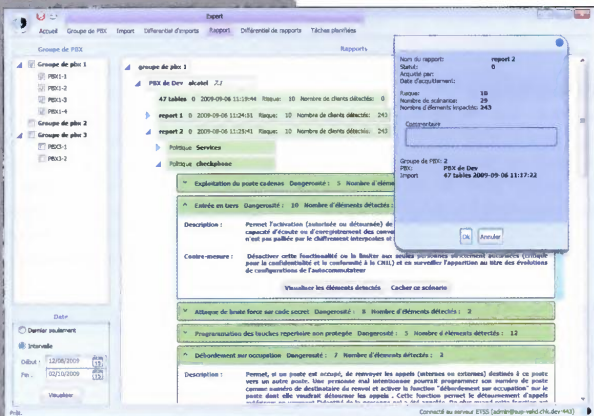 Expert
Accueil Groupe de PBX Import Différentiel d'imports Rapport Différentiel de rapports Tâches planifiées
Groupe de PBX
Groupe de pbx 1
PBX1-1
PBX1-2
PBX1-3
PBX1-4
Groupe de pbx 2
Groupe de pbx 3
PBX3-1
PBX3-2
Date
Dernier seulement
Intervalle
Début : 12/08/2009
Fin : 02/10/2009
Visualiser
Rapports
groupe de pbx 1
PBX de Dev alcatel
47 tables 0 2009-09-06 11:19:44 Risque: 10 Nombre de clients détectés: 0
report 1 0 2009-09-06 11:24:31 Risque: 10 Nombre de clients détectés: 243
report 2 0 2009-09-06 11:25:41 Risque: 10 Nombre de clients détectés: 243
Politique Services
Politique checkphone
Exploitation du poste cadenas Dangerosité : 5 Nombre d'éléme
Entrée en tiers Dangerosité : 10 Nombre d'éléments détectés :
Description : Permet l'activation (autorisée ou détournée) de
capacité d'écoute ou d'enregistrement des conver
n'est pas palliée par le chiffrement interpostes et
Contre-mesure : Désactiver cette fonctionnalité ou la limiter aux seules personnes strictement autorisées (critique
pour la confidentialité et la conformité à la CNIL) et en surveiller l'apparition au titre des évolutions
de configurations de l'autocommutateur
Visualiser les éléments détectés Cacher ce scénario
Attaque de brute force sur code secret Dangerosité : 8 Nombre d'éléments détectés : 2
Programmation des touches repertoire non protegée Dangerosité : 5 Nombre d'éléments détectés : 12
Débordement sur occupation Dangerosité : 7 Nombre d'éléments détectés : 2
Description : Permet, si un poste est occupé, de renvoyer les appels (internes ou externes) destinés à ce poste
vers un autre poste. Une personne mal intentionnée pourrait programmer son numéro de poste
comme numéro de destinataire du renvoi et activer la fonction "débordement sur occupation" sur le
poste dont elle voudrait détourner les appels . Cette fonction permet le détournement d'appels
Nom du rapport: report 2
Statut: 0
Acquitté par:
Date d'acquittement:
Risque: 10
Nombre de scénarios: 29
Nombre d'éléments impactés: 243
Commentaire
Groupe de PBX: 2
PBX: PBX de Dev
Import 47 tables 2009-09-06 11:17:22
Ok Annuler
Prêt
Connecté au serveur ETSS (admin@sup-valid.chk.dev:443)